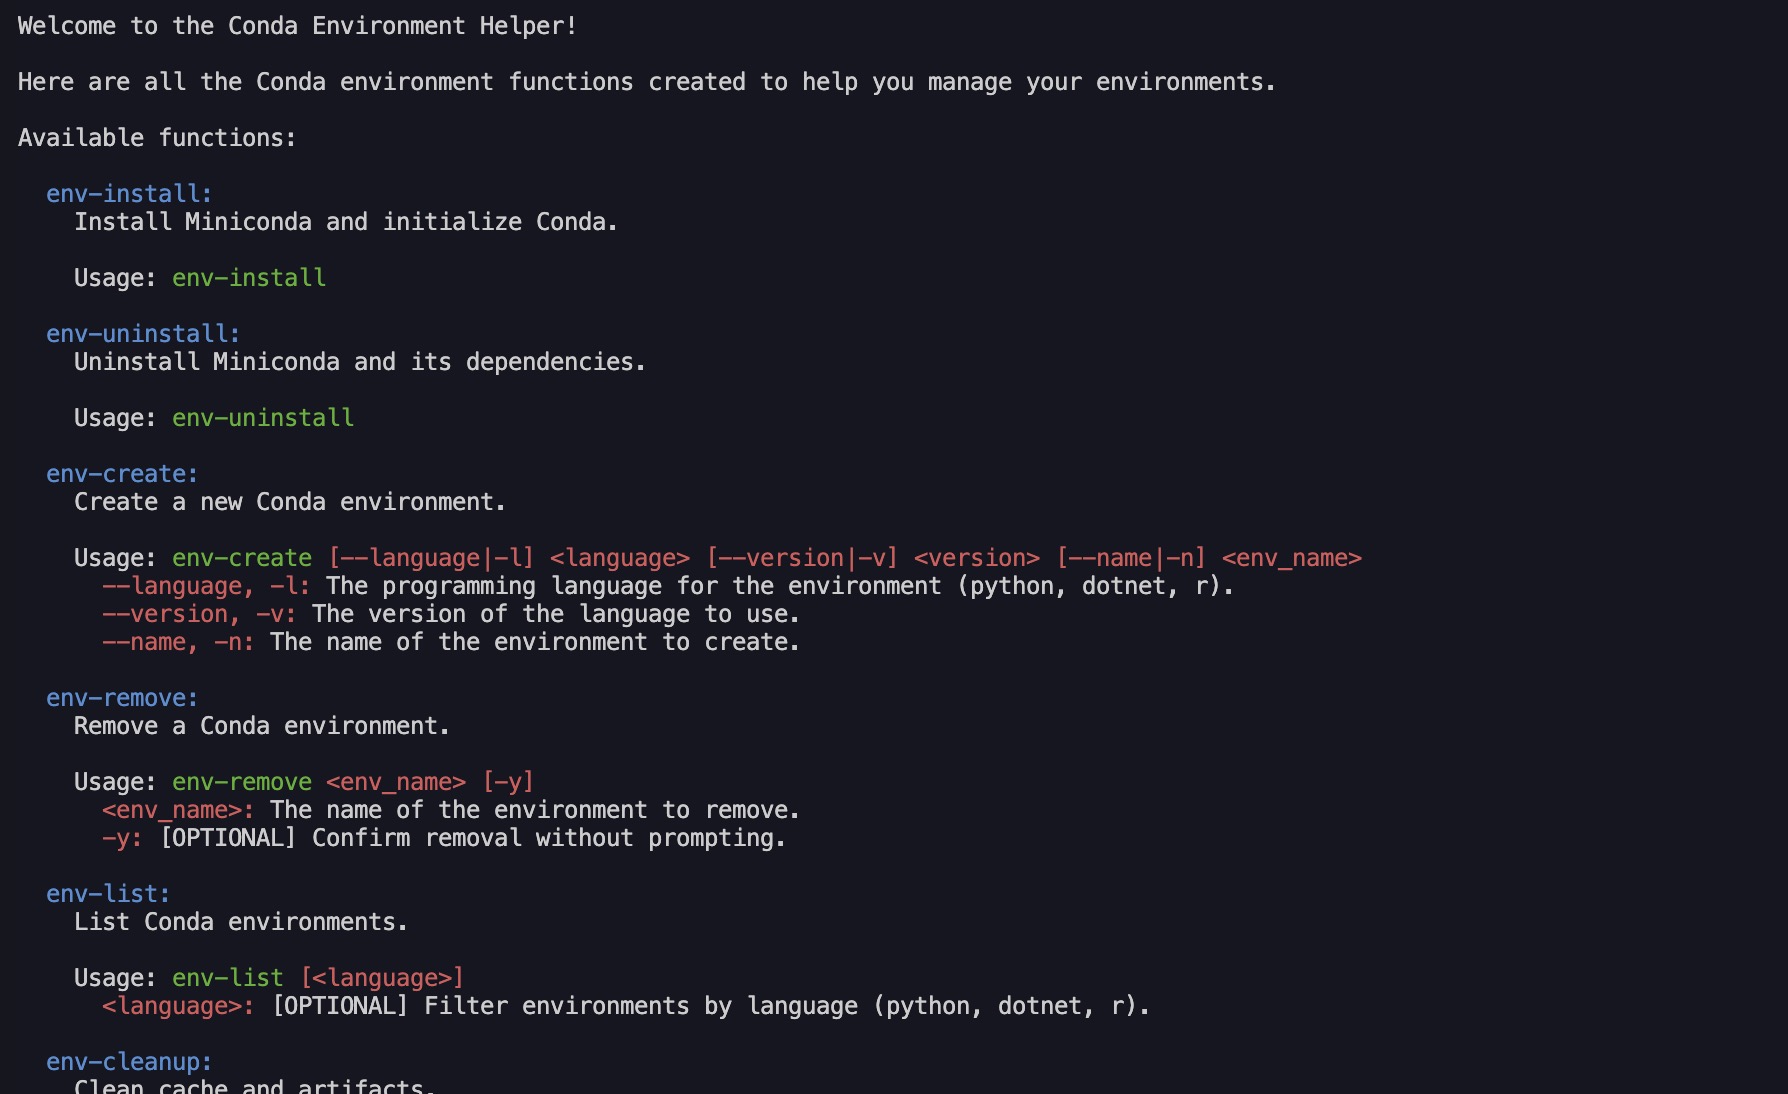 Welcome to the Conda Environment Helper!
Here are all the Conda environment functions created to help you manage your environments.
Available functions:
env-install:
Install Miniconda and initialize Conda.
Usage: env-install
env-uninstall:
Uninstall Miniconda and its dependencies.
Usage: env-uninstall
env-create:
Create a new Conda environment.
Usage: env-create [--language|-l] <language> [--version|-v] <version> [--name|-n] <env_name>
--language, -l: The programming language for the environment (python, dotnet, r).
--version, -v: The version of the language to use.
--name, -n: The name of the environment to create.
env-remove:
Remove a Conda environment.
Usage: env-remove <env_name> [-y]
<env_name>: The name of the environment to remove.
-y: [OPTIONAL] Confirm removal without prompting.
env-list:
List Conda environments.
Usage: env-list [<language>]
<language>: [OPTIONAL] Filter environments by language (python, dotnet, r).
env-cleanup:
Clean cache and artifacts.